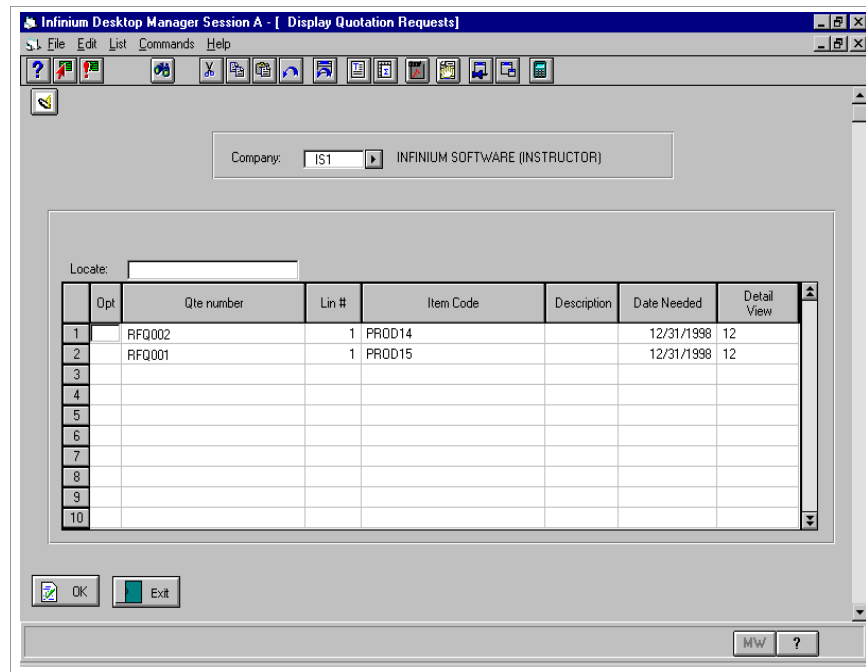 Infinium Desktop Manager Session A - [  Display Quotation Requests]
File Edit List Commands Help
Company: IS1 INFINIUM SOFTWARE (INSTRUCTOR)
Locate:
Opt Qte number Lin # Item Code Description Date Needed Detail View
1 RFQ002 1 PROD14 12/31/1998 12
2 RFQ001 1 PROD15 12/31/1998 12
3
4
5
6
7
8
9
10
OK Exit
MW ?